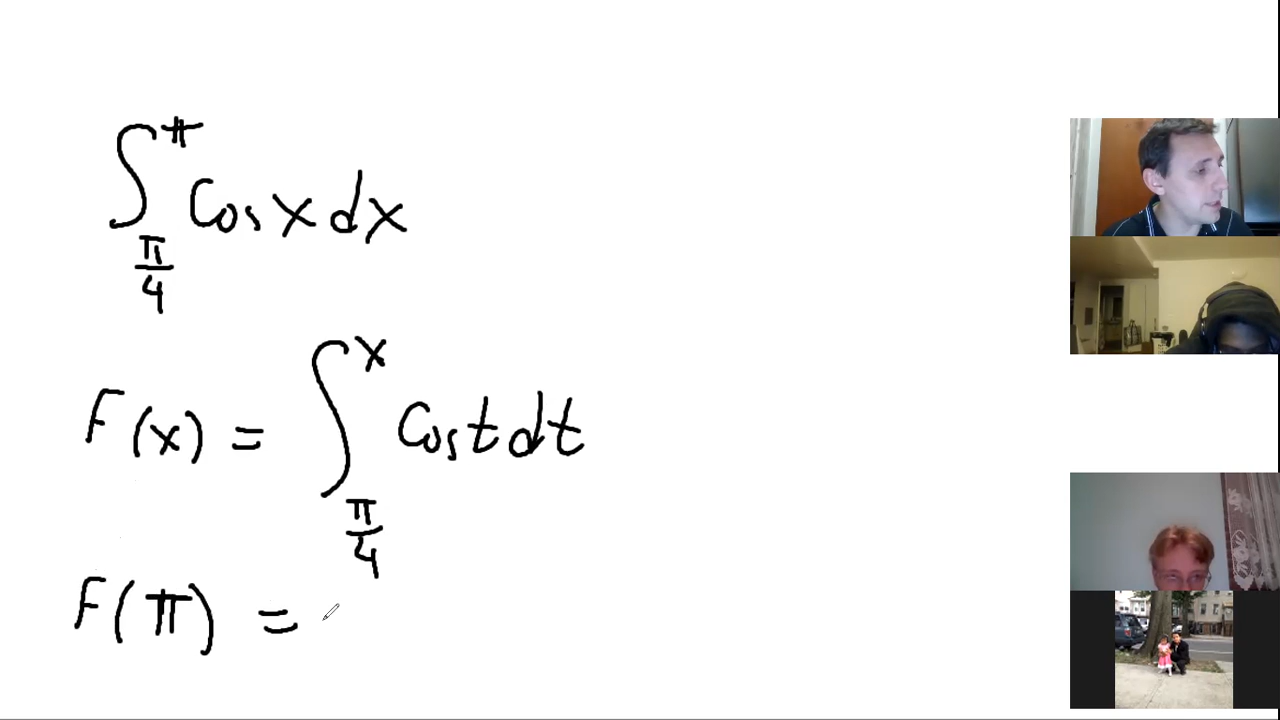 ∫_{π/4}^{π} Cos x dx
F(x) = ∫_{π/4}^{x} Cos t dt
F(π) =